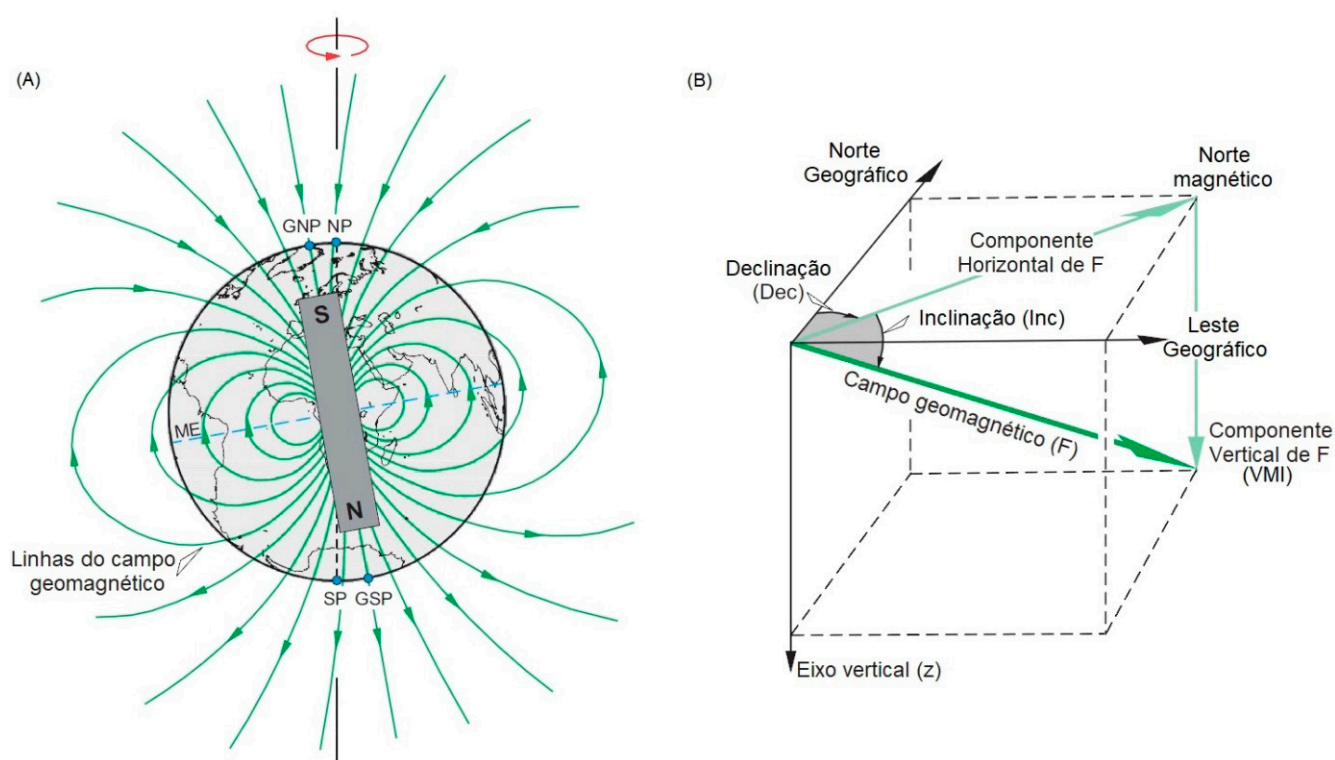 (A)
GNP NP
S
ME
N
Linhas do campo
geomagnético
SP GSP
(B)
Norte
Geográfico
Norte
magnético
Componente
Horizontal de F
Declinação
(Dec)
Inclinação (Inc)
Leste
Geográfico
Campo geomagnético (F)
Componente
Vertical de F
(VMI)
Eixo vertical (z)